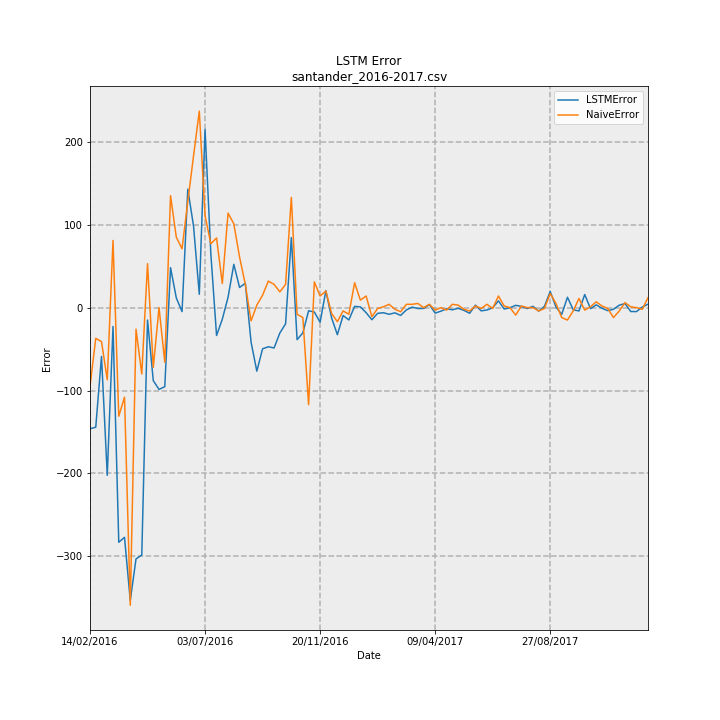 LSTM Error
santander_2016-2017.csv
LSTMError
NaiveError
200
100
0
−100
−200
−300
Error
14/02/2016
03/07/2016
20/11/2016
09/04/2017
27/08/2017
Date